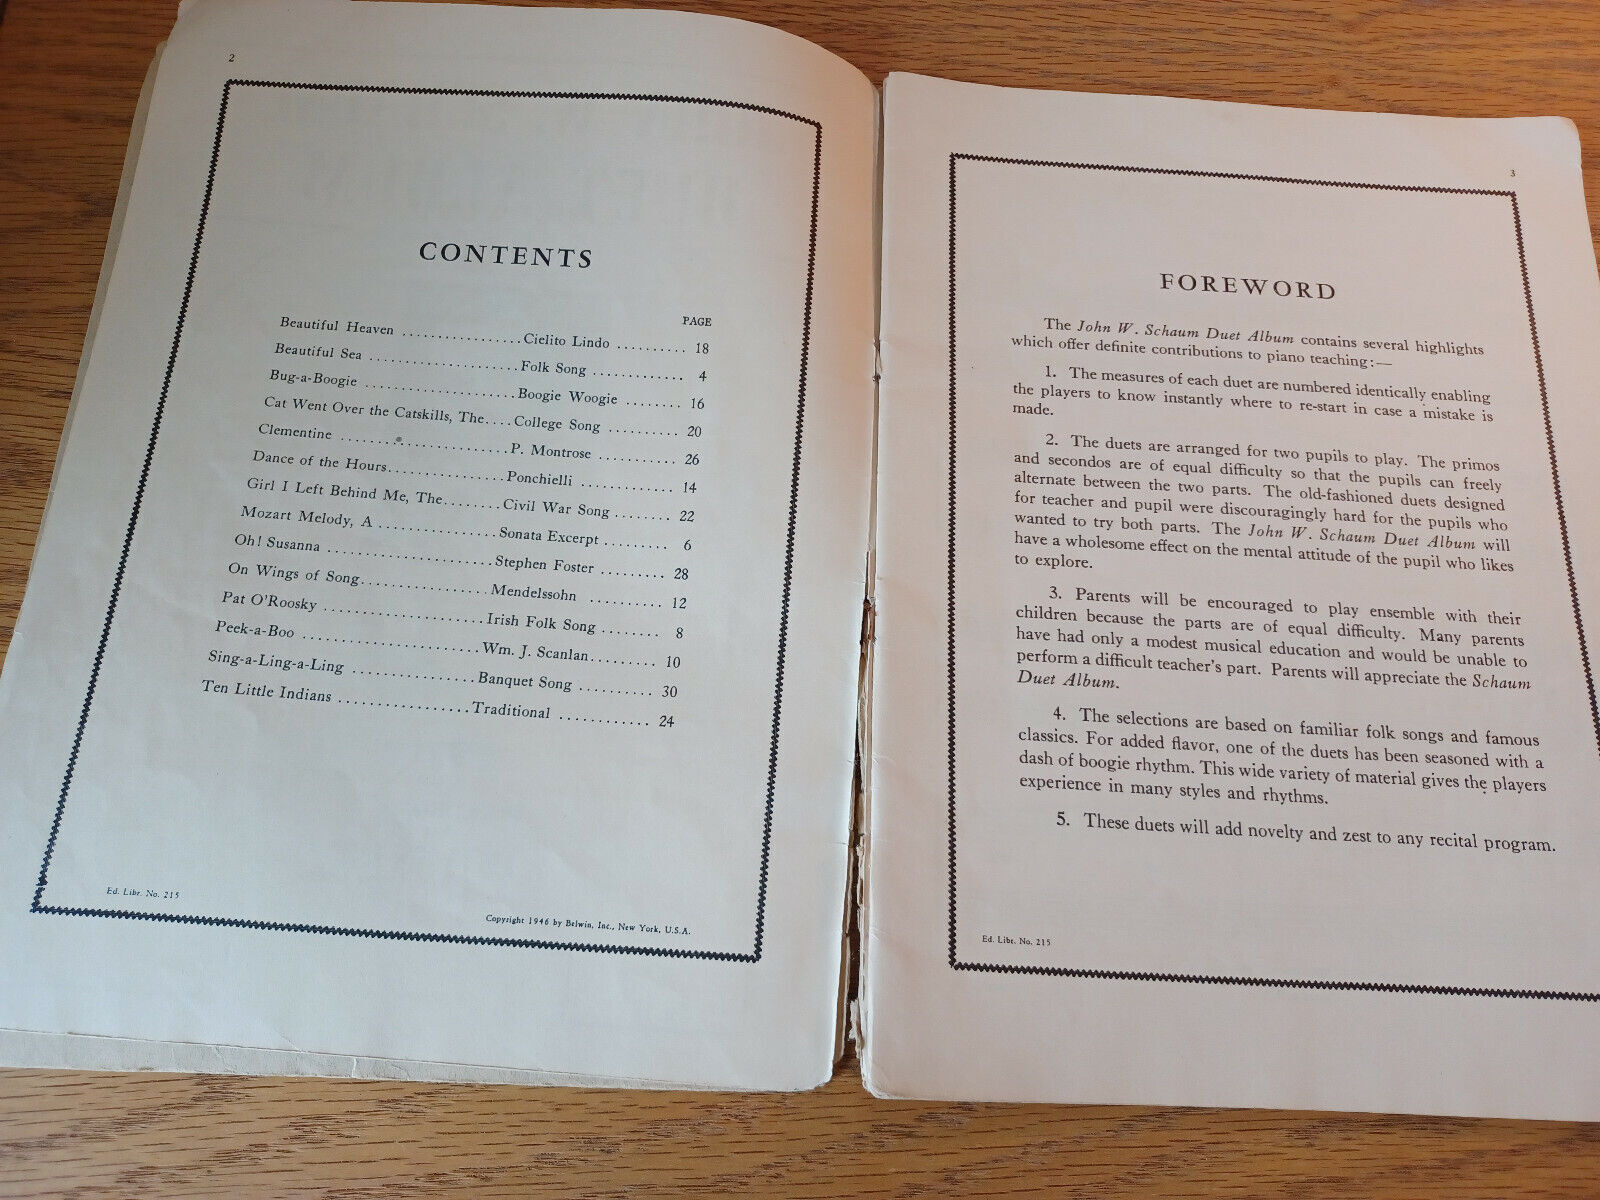 2
CONTENTS
PAGE
Beautiful Heaven ................ Cielito Lindo .......... 18
Beautiful Sea .................... Folk Song ............. 4
Bug-a-Boogie .................... Boogie Woogie ........ 16
Cat Went Over the Catskills, The .... College Song .......... 20
Clementine ....................... P. Montrose ........... 26
Dance of the Hours ................ Ponchielli ............. 14
Girl I Left Behind Me, The ........ Civil War Song ........ 22
Mozart Melody, A ................ Sonata Excerpt ......... 6
Oh! Susanna ..................... Stephen Foster ......... 28
On Wings of Song ................. Mendelssohn .......... 12
Pat O'Roosky .................... Irish Folk Song ........ 8
Peek-a-Boo ....................... Wm. J. Scanlan ......... 10
Sing-a-Ling-a-Ling ................ Banquet Song .......... 30
Ten Little Indians ................. Traditional ............ 24
Ed. Libr. No. 215
Copyright 1946 by Belwin, Inc., New York, U.S.A.
3
FOREWORD
The John W. Schaum Duet Album contains several highlights
which offer definite contributions to piano teaching:—
1. The measures of each duet are numbered identically enabling
the players to know instantly where to re-start in case a mistake is
made.
2. The duets are arranged for two pupils to play. The primos
and secondos are of equal difficulty so that the pupils can freely
alternate between the two parts. The old-fashioned duets designed
for teacher and pupil were discouragingly hard for the pupils who
wanted to try both parts. The John W. Schaum Duet Album will
have a wholesome effect on the mental attitude of the pupil who likes
to explore.
3. Parents will be encouraged to play ensemble with their
children because the parts are of equal difficulty. Many parents
have had only a modest musical education and would be unable to
perform a difficult teacher's part. Parents will appreciate the Schaum
Duet Album.
4. The selections are based on familiar folk songs and famous
classics. For added flavor, one of the duets has been seasoned with a
dash of boogie rhythm. This wide variety of material gives the players
experience in many styles and rhythms.
5. These duets will add novelty and zest to any recital program.
Ed. Libr. No. 215